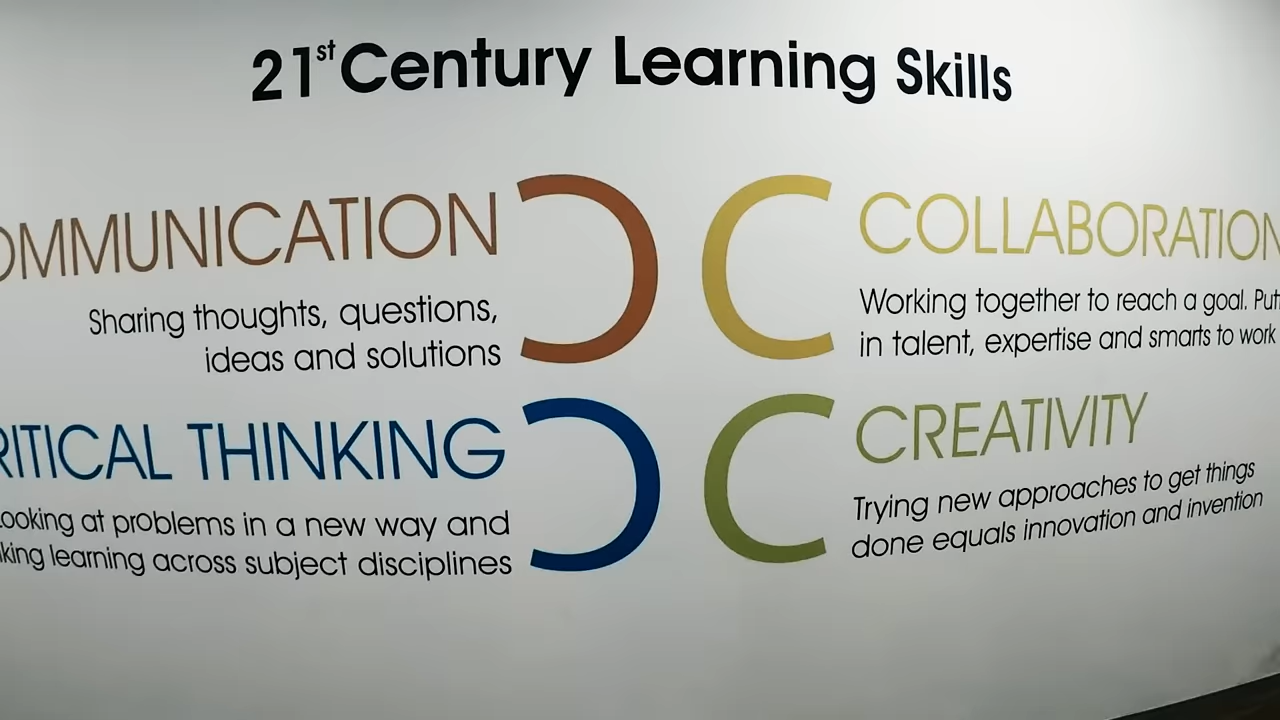 21st Century Learning Skills
OMMUNICATION
Sharing thoughts, questions,
ideas and solutions
COLLABORATION
Working together to reach a goal. Put
in talent, expertise and smarts to work
RITICAL THINKING
ooking at problems in a new way and
king learning across subject disciplines
CREATIVITY
Trying new approaches to get things
done equals innovation and invention